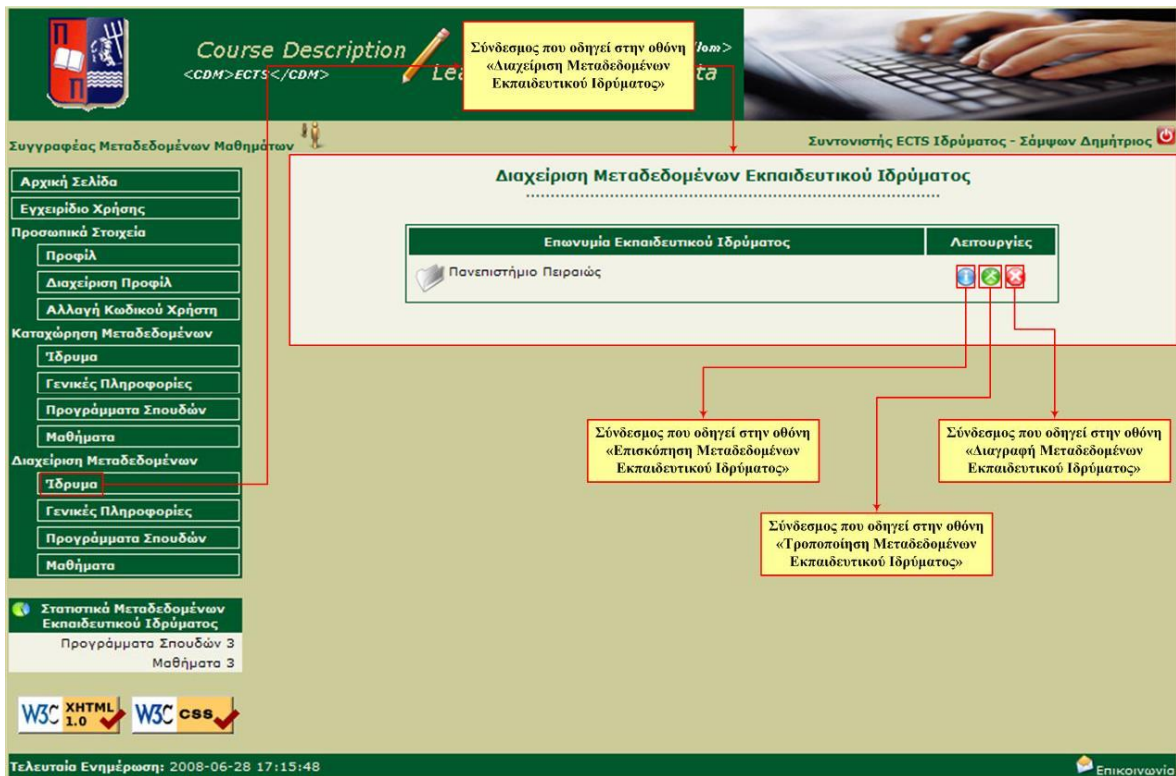 Course Description
<CDM>ECTS</CDM>
Σύνδεσμος που οδηγεί στην οθόνη
«Διαχείριση Μεταδεδομένων
Εκπαιδευτικού Ιδρύματος»
Συγγραφέας Μεταδεδομένων Μαθημάτων
Συντονιστής ECTS Ιδρύματος - Σάμψων Δημήτριος
Αρχική Σελίδα
Εγχειρίδιο Χρήσης
Προσωπικά Στοιχεία
Προφίλ
Διαχείριση Προφίλ
Αλλαγή Κωδικού Χρήστη
Καταχώρηση Μεταδεδομένων
Ίδρυμα
Γενικές Πληροφορίες
Προγράμματα Σπουδών
Μαθήματα
Διαχείριση Μεταδεδομένων
Ίδρυμα
Γενικές Πληροφορίες
Προγράμματα Σπουδών
Μαθήματα
Στατιστικά Μεταδεδομένων
Εκπαιδευτικού Ιδρύματος
Προγράμματα Σπουδών 3
Μαθήματα 3
W3C XHTML 1.0
W3C css
Διαχείριση Μεταδεδομένων Εκπαιδευτικού Ιδρύματος
Επωνυμία Εκπαιδευτικού Ιδρύματος Λειτουργίες
Πανεπιστήμιο Πειραιώς
Σύνδεσμος που οδηγεί στην οθόνη
«Επισκόπηση Μεταδεδομένων
Εκπαιδευτικού Ιδρύματος»
Σύνδεσμος που οδηγεί στην οθόνη
«Διαγραφή Μεταδεδομένων
Εκπαιδευτικού Ιδρύματος»
Σύνδεσμος που οδηγεί στην οθόνη
«Τροποποίηση Μεταδεδομένων
Εκπαιδευτικού Ιδρύματος»
Τελευταία Ενημέρωση: 2008-06-28 17:15:48
Επικοινωνία